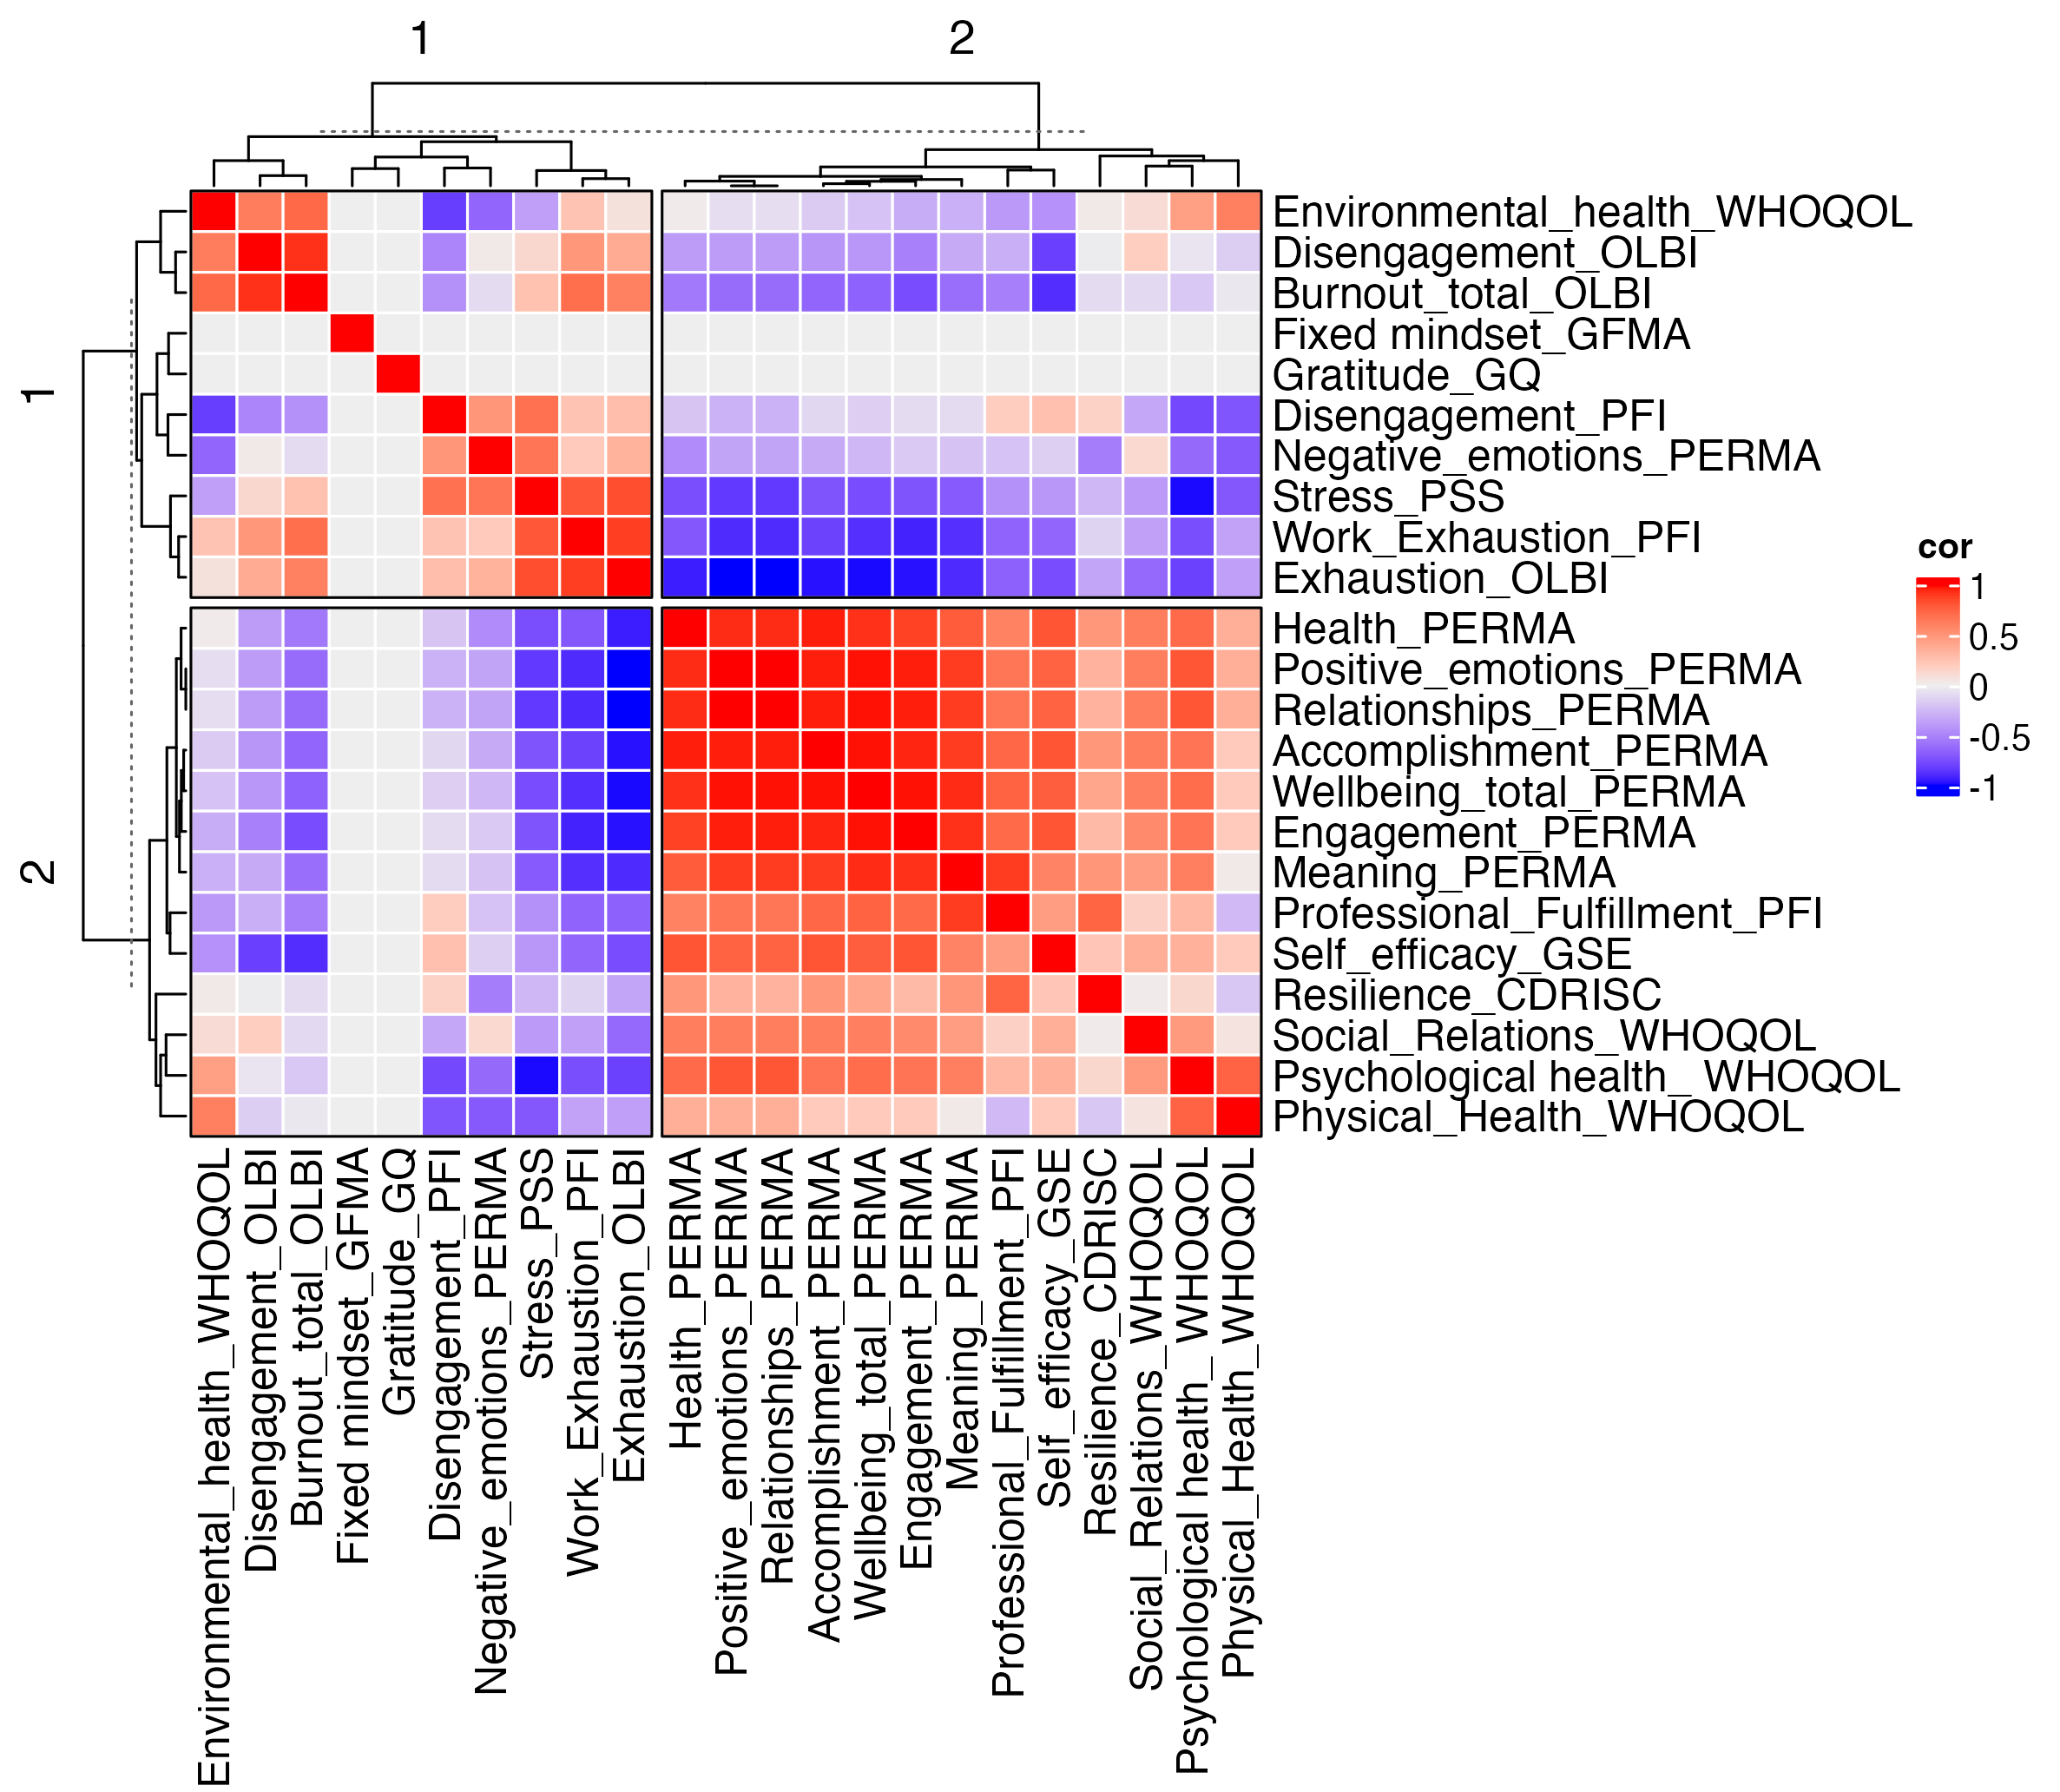 1
2
1
2
Environmental_health_WHOQOL
Disengagement_OLBI
Burnout_total_OLBI
Fixed mindset_GFMA
Gratitude_GQ
Disengagement_PFI
Negative_emotions_PERMA
Stress_PSS
Work_Exhaustion_PFI
Exhaustion_OLBI
Health_PERMA
Positive_emotions_PERMA
Relationships_PERMA
Accomplishment_PERMA
Wellbeing_total_PERMA
Engagement_PERMA
Meaning_PERMA
Professional_Fulfillment_PFI
Self_efficacy_GSE
Resilience_CDRISC
Social_Relations_WHOQOL
Psychological health_ WHOQOL
Physical_Health_WHOQOL
cor
1
0.5
0
-0.5
-1
Environmental_health_WHOQOL
Disengagement_OLBI
Burnout_total_OLBI
Fixed mindset_GFMA
Gratitude_GQ
Disengagement_PFI
Negative_emotions_PERMA
Stress_PSS
Work_Exhaustion_PFI
Exhaustion_OLBI
Health_PERMA
Positive_emotions_PERMA
Relationships_PERMA
Accomplishment_PERMA
Wellbeing_total_PERMA
Engagement_PERMA
Meaning_PERMA
Professional_Fulfillment_PFI
Self_efficacy_GSE
Resilience_CDRISC
Social_Relations_WHOQOL
Psychological health_ WHOQOL
Physical_Health_WHOQOL